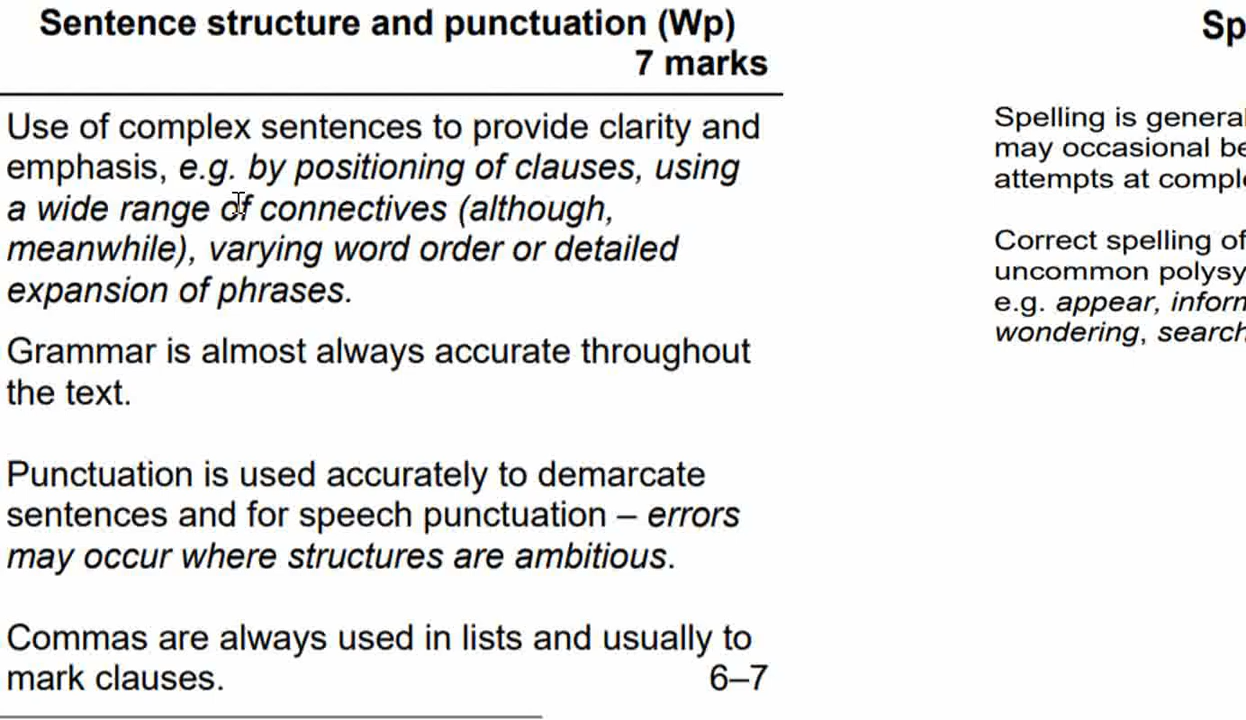 Sentence structure and punctuation (Wp)
7 marks
Use of complex sentences to provide clarity and
emphasis, e.g. by positioning of clauses, using
a wide range of connectives (although,
meanwhile), varying word order or detailed
expansion of phrases.
Grammar is almost always accurate throughout
the text.
Punctuation is used accurately to demarcate
sentences and for speech punctuation – errors
may occur where structures are ambitious.
Commas are always used in lists and usually to
mark clauses. 6–7
Sp
Spelling is genera
may occasional be
attempts at comple
Correct spelling of
uncommon polysy
e.g. appear, inform
wondering, search